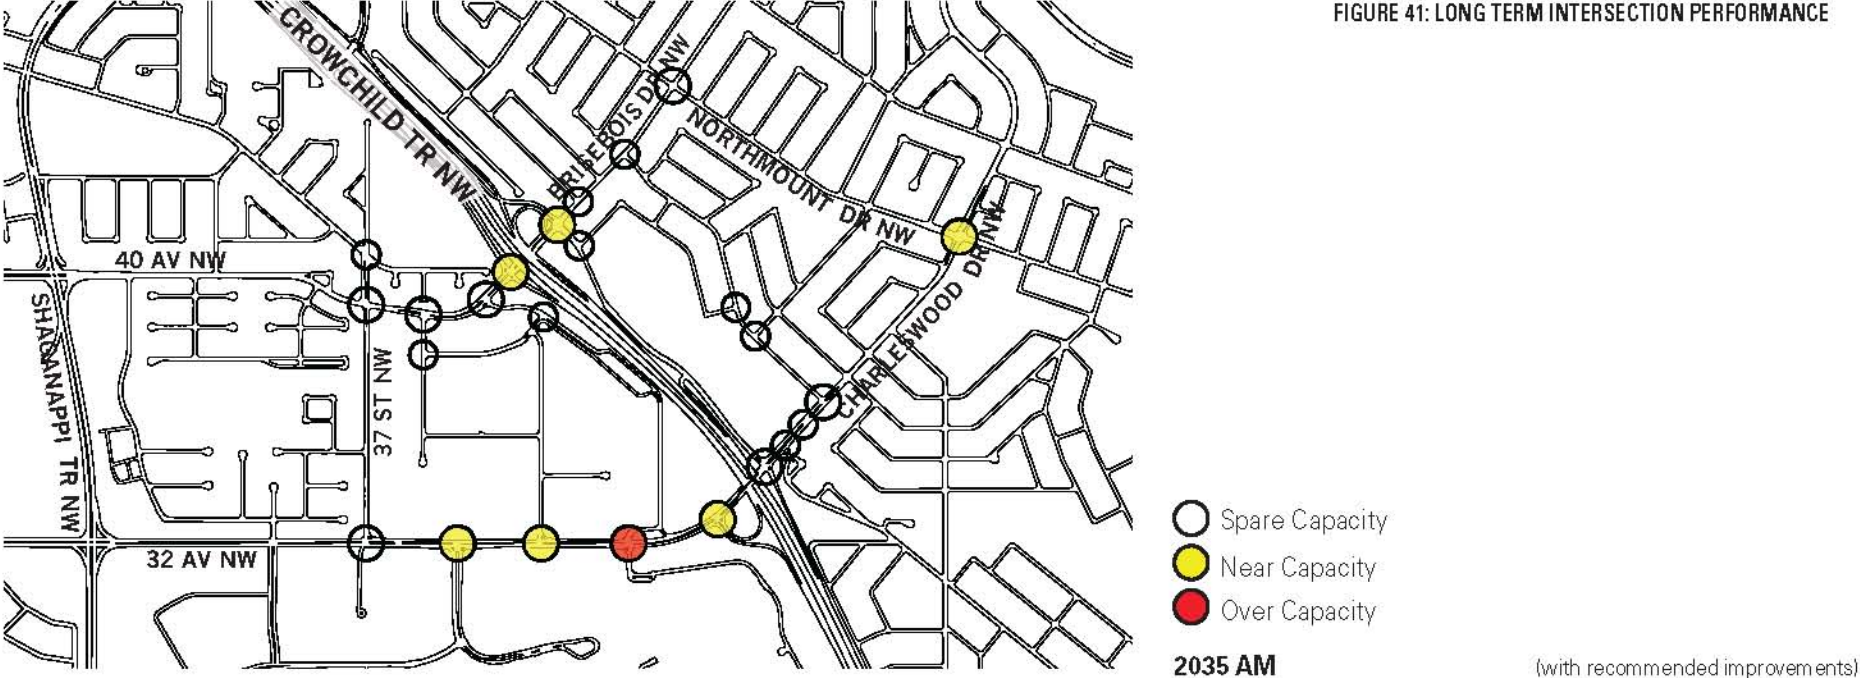 FIGURE 41: LONG TERM INTERSECTION PERFORMANCE
CROWCHILD TR NW
BRISEBOIS DR NW
NORTHMOUNT DR NW
40 AV NW
SHAGANAPPI TR NW
37 ST NW
CHARLESWOOD DR NW
32 AV NW
Spare Capacity
Near Capacity
Over Capacity
2035 AM
(with recommended improvements)